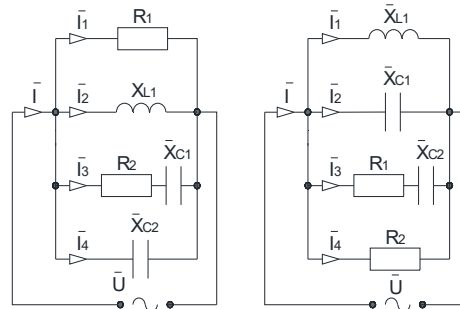 Ī1 R1
Ī Ī2 XL1
Ī3 R2 X̄C1
Ī4 X̄C2
Ū
Ī1 X̄L1
Ī Ī2 X̄C1
Ī3 R1 X̄C2
Ī4 R2
Ū